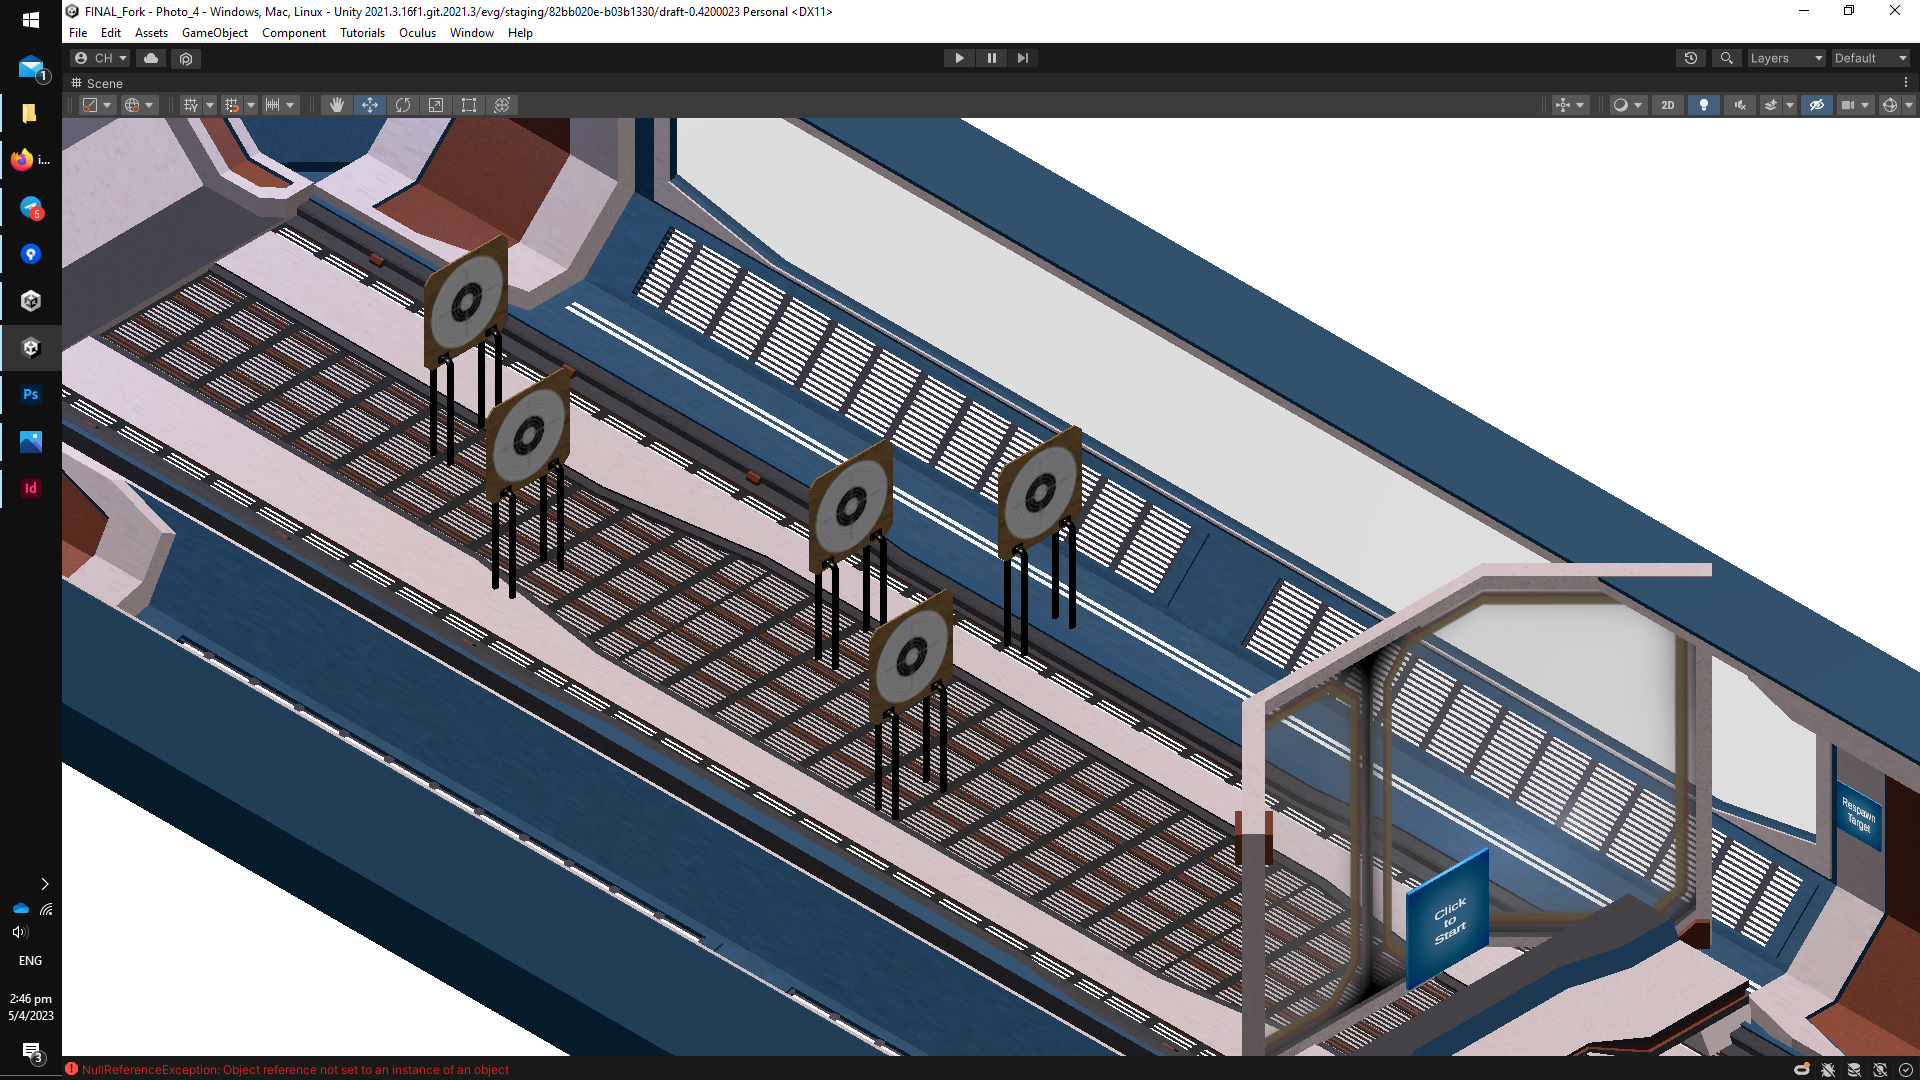 FINAL_Fork - Photo_4 - Windows, Mac, Linux - Unity 2021.3.16f1.git.2021.3/evg/staging/82bb020e-b03b1330/draft-0.4200023 Personal <DX11>
File Edit Assets GameObject Component Tutorials Oculus Window Help
CH
Layers
Default
Scene
2D
1
i...
6
Ps
Id
Respawn
Target
Click
to
Start
ENG
2:46 pm
5/4/2023
3
NullReferenceException: Object reference not set to an instance of an object